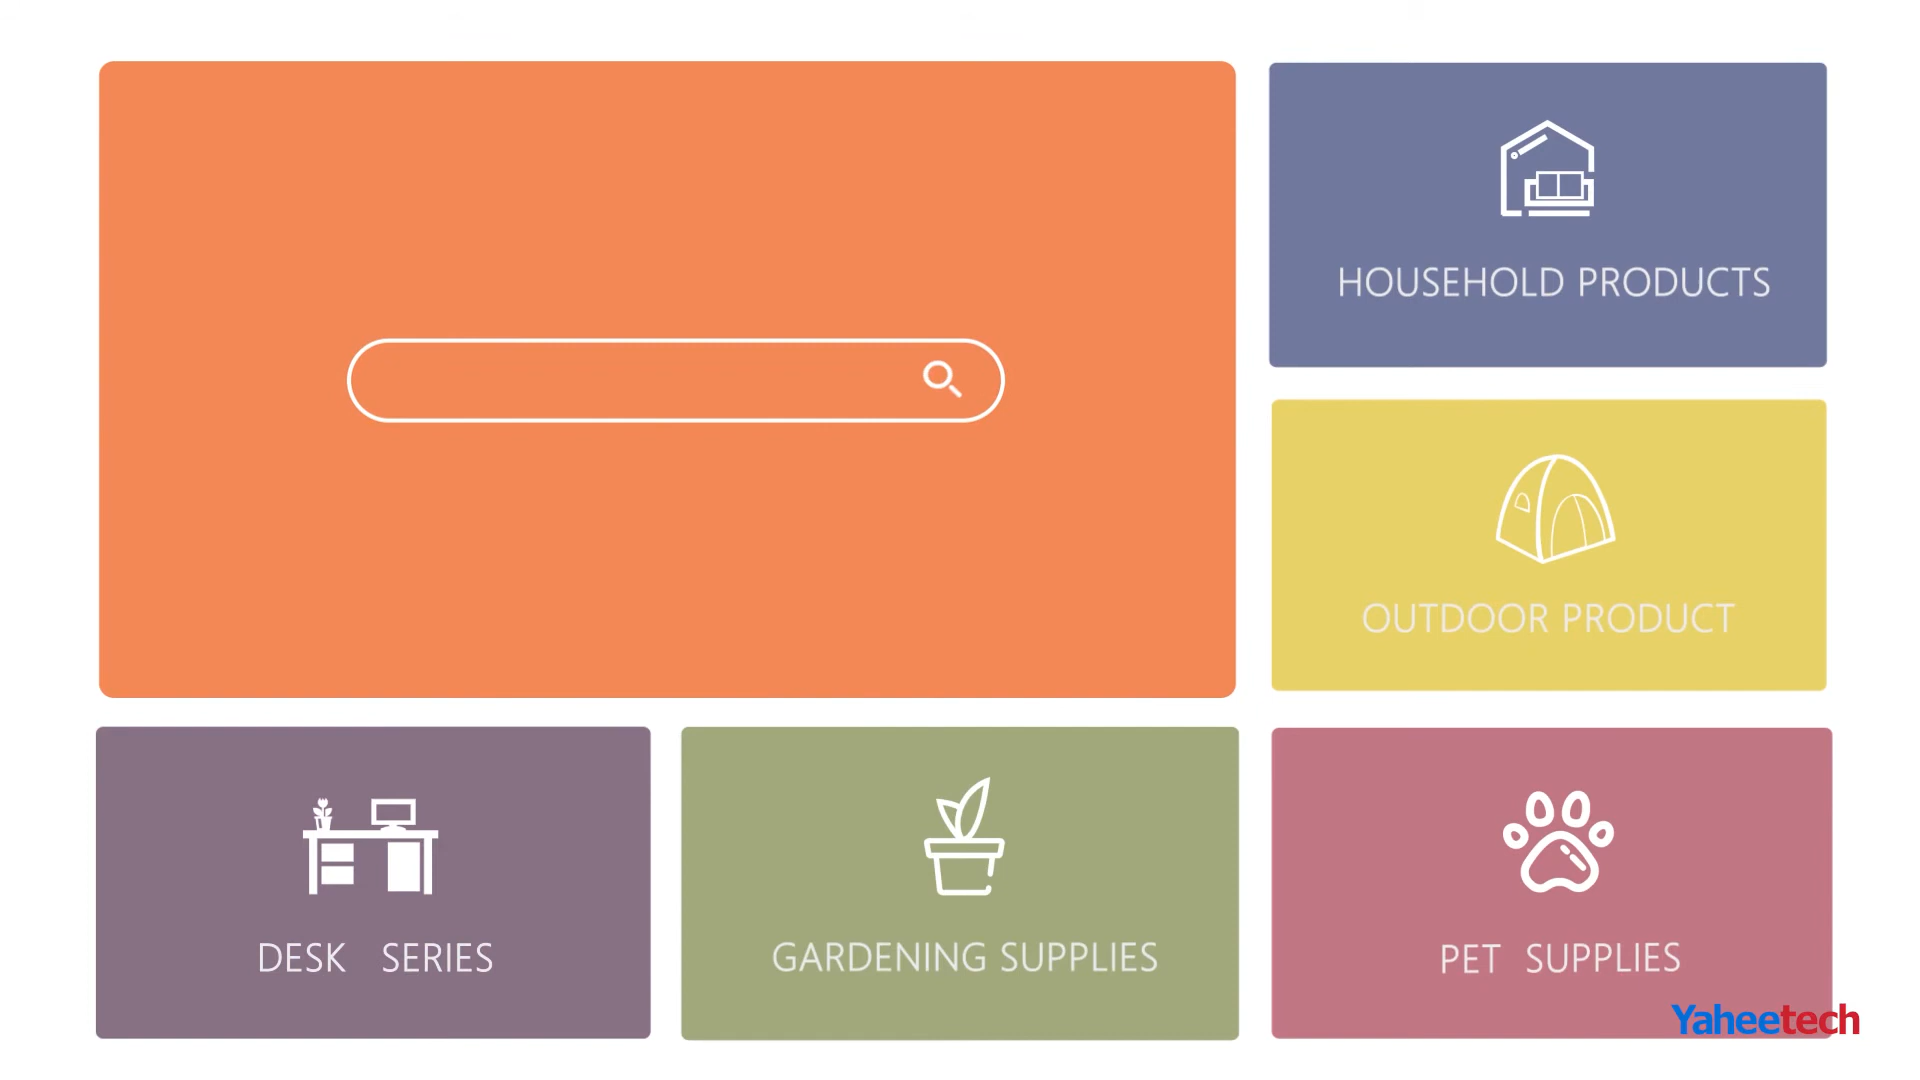 HOUSEHOLD PRODUCTS
OUTDOOR PRODUCT
DESK SERIES
GARDENING SUPPLIES
PET SUPPLIES
Yaheetech